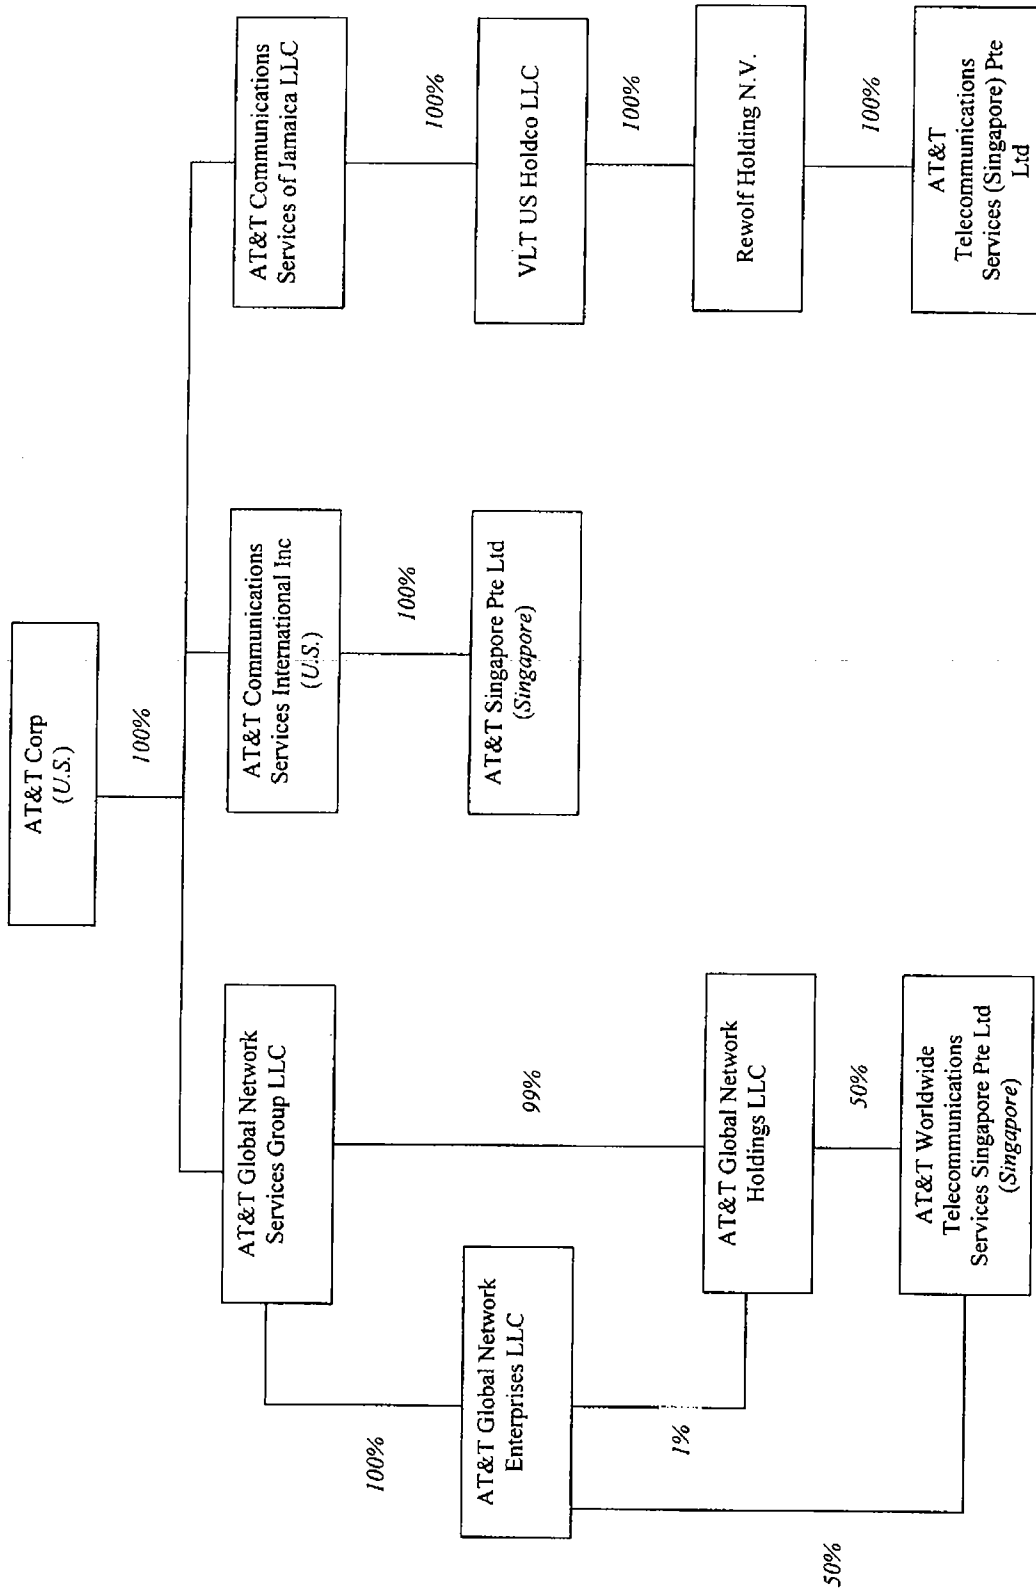 AT&T Corp
(U.S.)
100%
AT&T Global Network
Services Group LLC
AT&T Communications
Services International Inc
(U.S.)
AT&T Communications
Services of Jamaica LLC
100%
99%
100%
100%
AT&T Global Network
Enterprises LLC
AT&T Singapore Pte Ltd
(Singapore)
VLT US Holdco LLC
1%
100%
AT&T Global Network
Holdings LLC
Rewolf Holding N.V.
50%
50%
100%
AT&T Worldwide
Telecommunications
Services Singapore Pte Ltd
(Singapore)
AT&T
Telecommunications
Services (Singapore) Pte
Ltd